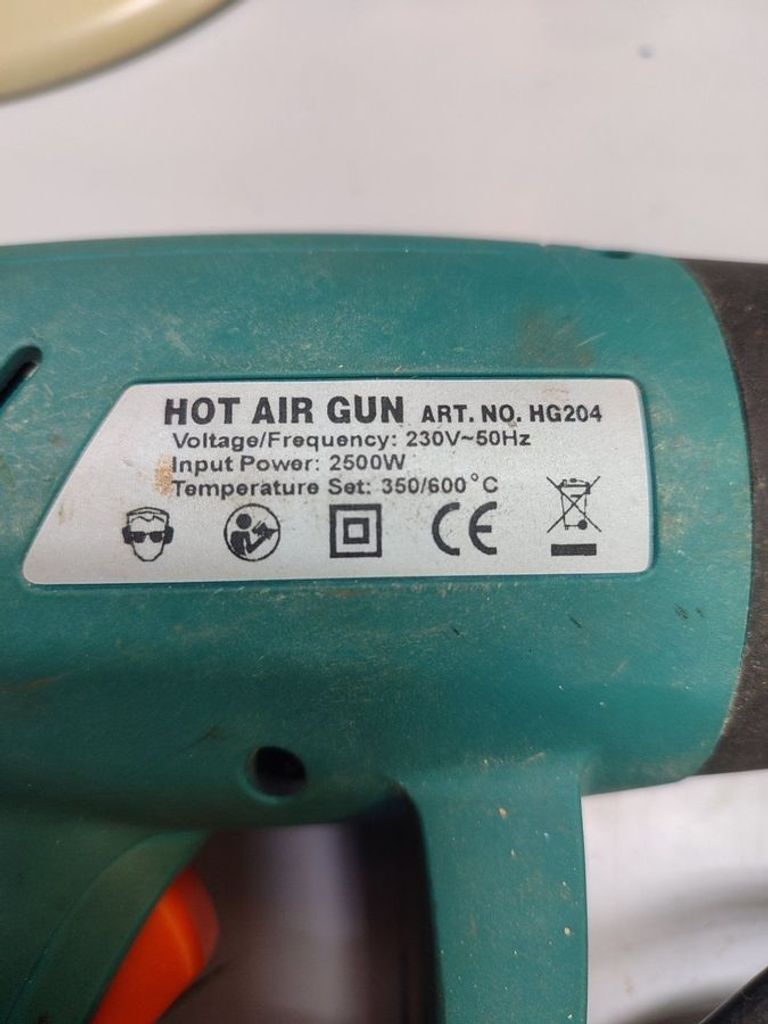 HOT AIR GUN ART. NO. HG204
Voltage/Frequency: 230V~50Hz
Input Power: 2500W
Temperature Set: 350/600°C
CE